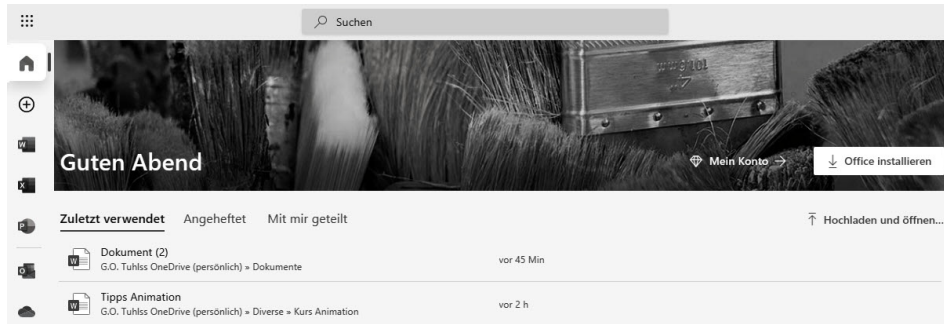 Suchen
Guten Abend
Mein Konto
Office installieren
Zuletzt verwendet Angeheftet Mit mir geteilt
Hochladen und öffnen...
Dokument (2)
G.O. Tuhlss OneDrive (persönlich) » Dokumente
vor 45 Min
Tipps Animation
G.O. Tuhlss OneDrive (persönlich) » Diverse » Kurs Animation
vor 2 h
W
X
P
O
W
W